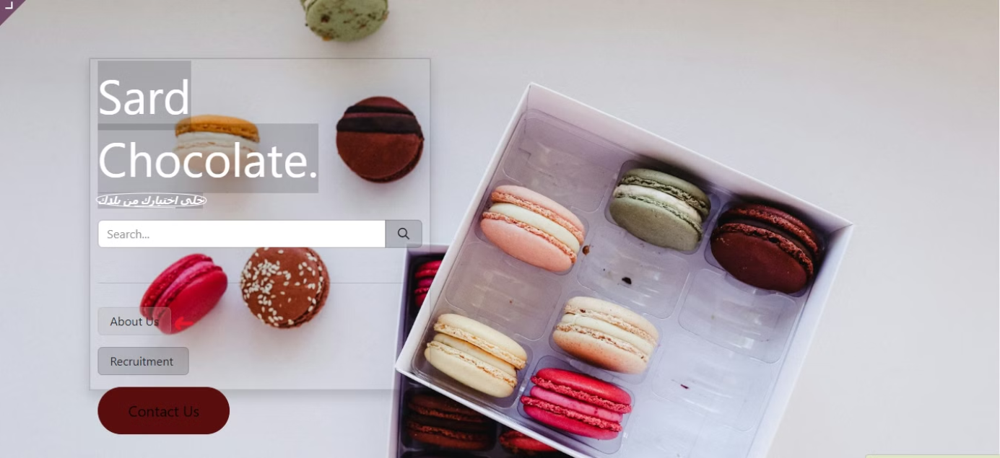 Sard
Chocolate.
خلي اختيارك من بلادك
Search...
About Us
Recruitment
Contact Us